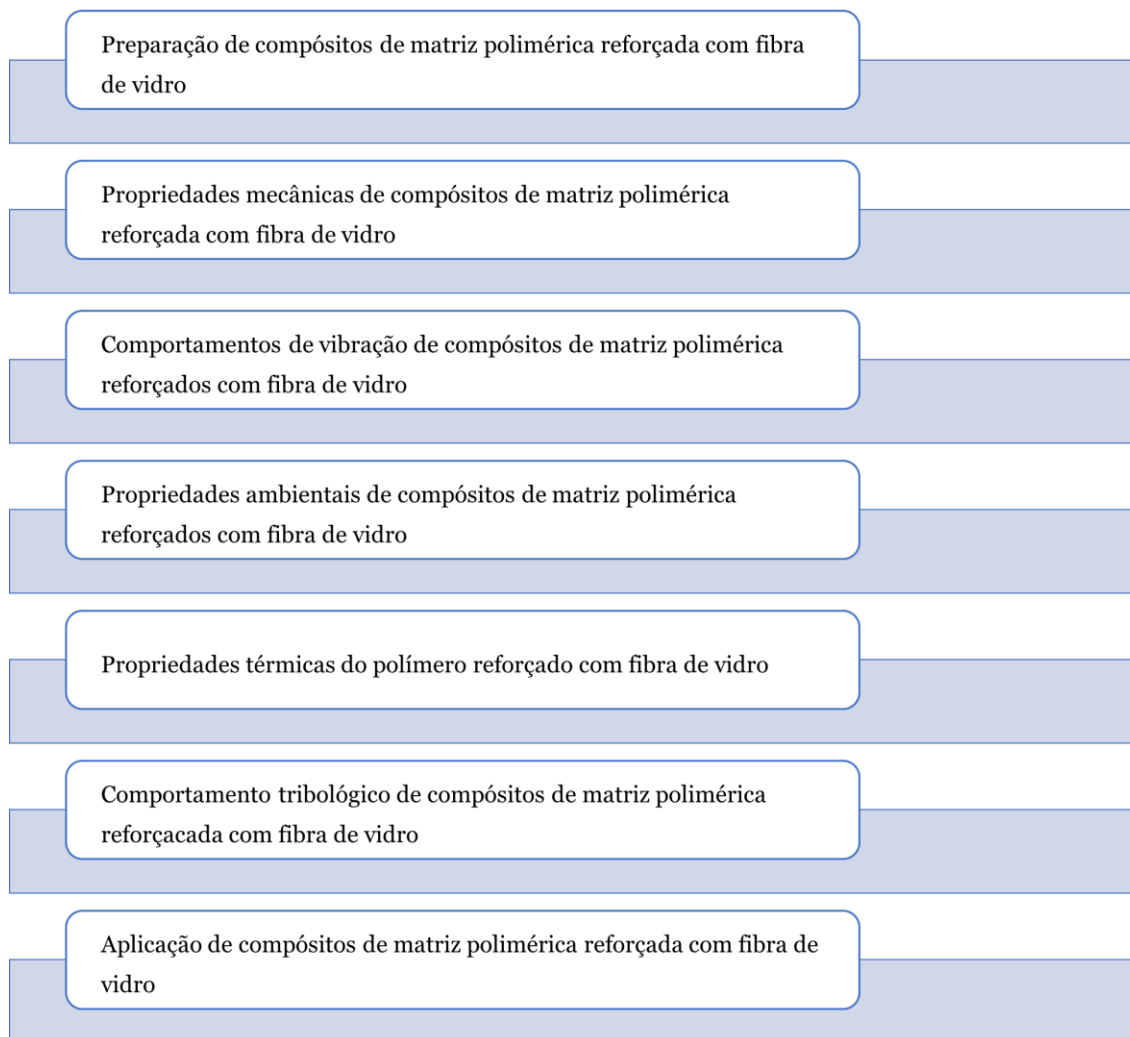 Preparação de compósitos de matriz polimérica reforçada com fibra
de vidro
Propriedades mecânicas de compósitos de matriz polimérica
reforçada com fibra de vidro
Comportamentos de vibração de compósitos de matriz polimérica
reforçados com fibra de vidro
Propriedades ambientais de compósitos de matriz polimérica
reforçados com fibra de vidro
Propriedades térmicas do polímero reforçado com fibra de vidro
Comportamento tribológico de compósitos de matriz polimérica
reforçacada com fibra de vidro
Aplicação de compósitos de matriz polimérica reforçada com fibra de
vidro